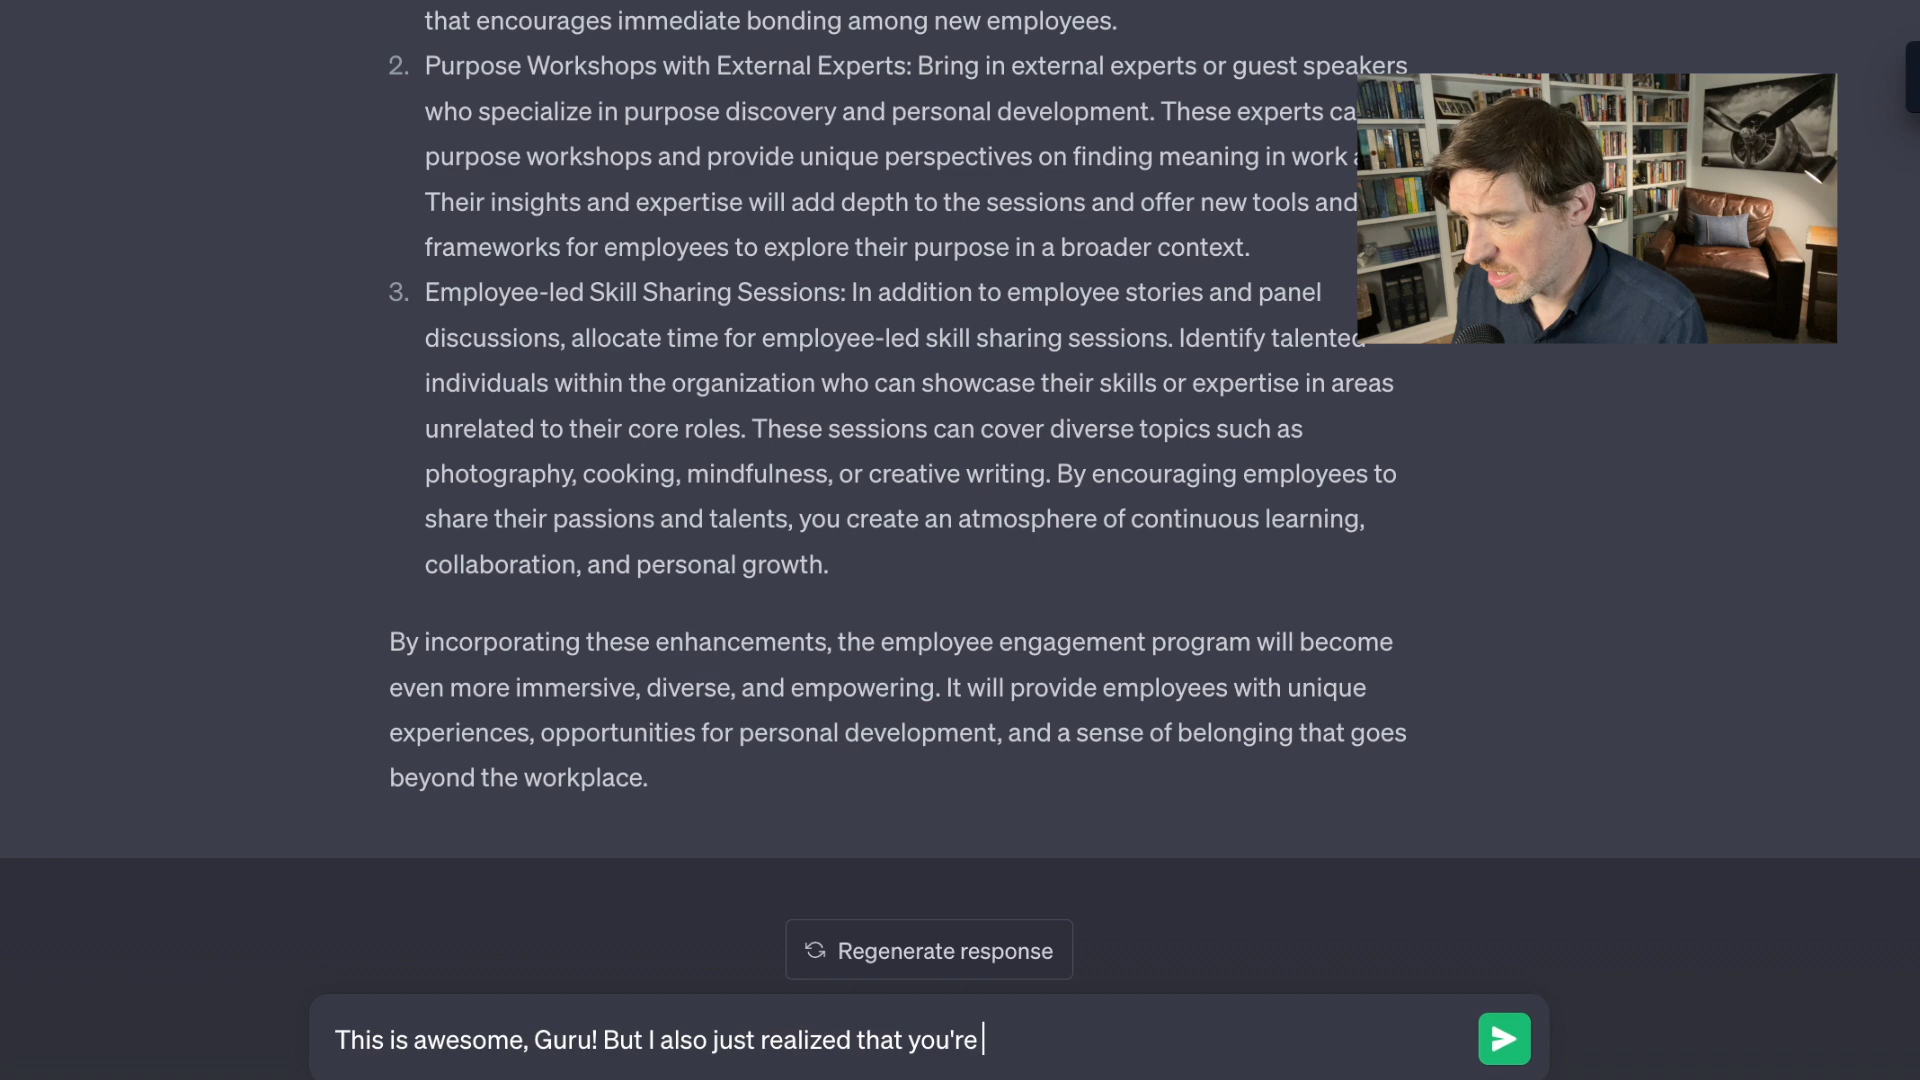 that encourages immediate bonding among new employees.
2. Purpose Workshops with External Experts: Bring in external experts or guest speakers
who specialize in purpose discovery and personal development. These experts ca
purpose workshops and provide unique perspectives on finding meaning in work
Their insights and expertise will add depth to the sessions and offer new tools and
frameworks for employees to explore their purpose in a broader context.
3. Employee-led Skill Sharing Sessions: In addition to employee stories and panel
discussions, allocate time for employee-led skill sharing sessions. Identify talented
individuals within the organization who can showcase their skills or expertise in areas
unrelated to their core roles. These sessions can cover diverse topics such as
photography, cooking, mindfulness, or creative writing. By encouraging employees to
share their passions and talents, you create an atmosphere of continuous learning,
collaboration, and personal growth.
By incorporating these enhancements, the employee engagement program will become
even more immersive, diverse, and empowering. It will provide employees with unique
experiences, opportunities for personal development, and a sense of belonging that goes
beyond the workplace.
Regenerate response
This is awesome, Guru! But I also just realized that you're